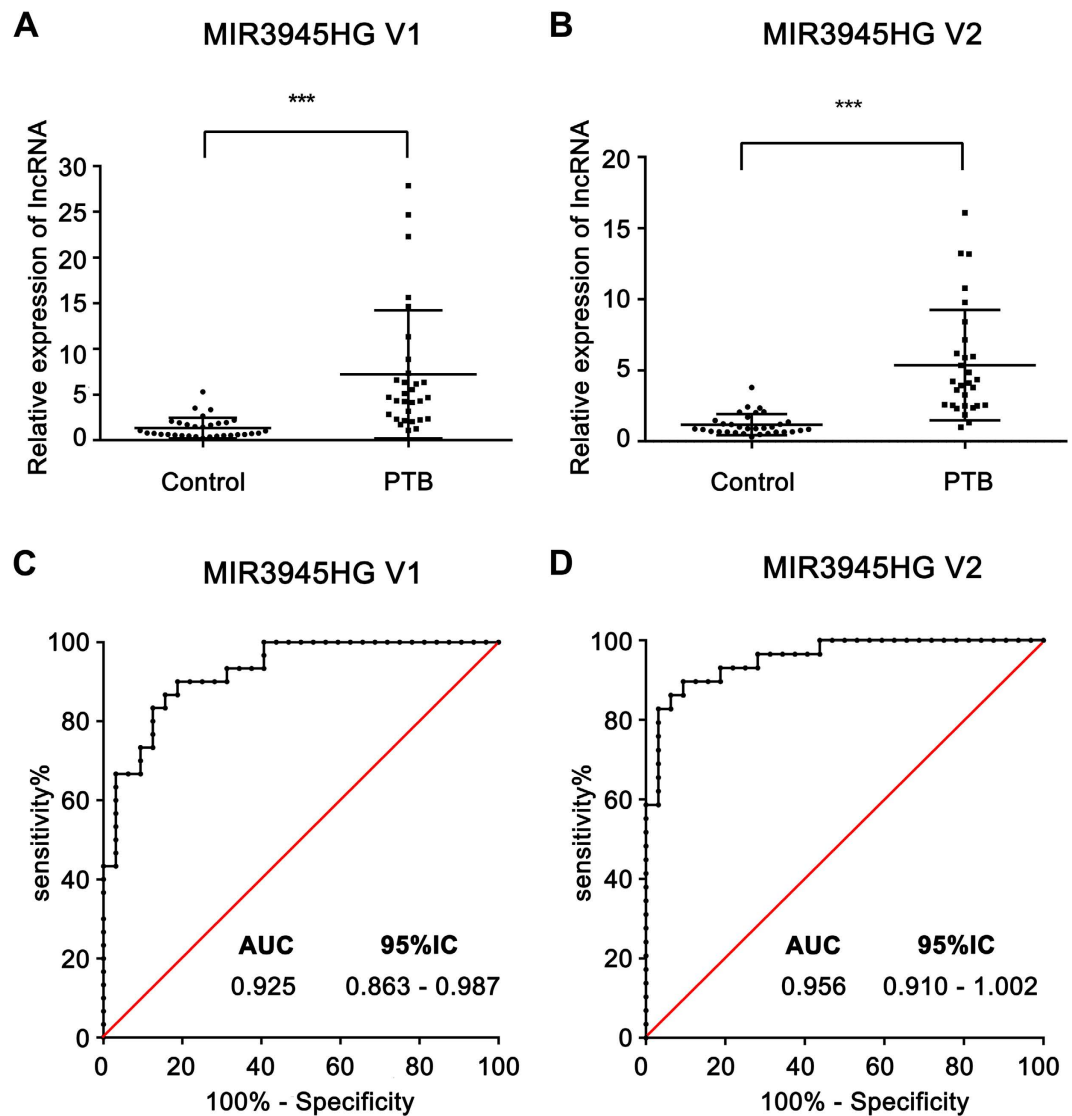 A
MIR3945HG V1
***
Relative expression of lncRNA
30
25
20
15
10
5
0
Control
PTB
B
MIR3945HG V2
***
Relative expression of lncRNA
20
15
10
5
0
Control
PTB
C
MIR3945HG V1
sensitivity%
100
80
60
40
20
0
AUC 95%IC
0.925 0.863 - 0.987
0 20 40 60 80 100
100% - Specificity
D
MIR3945HG V2
sensitivity%
100
80
60
40
20
0
AUC 95%IC
0.956 0.910 - 1.002
0 20 40 60 80 100
100% - Specificity